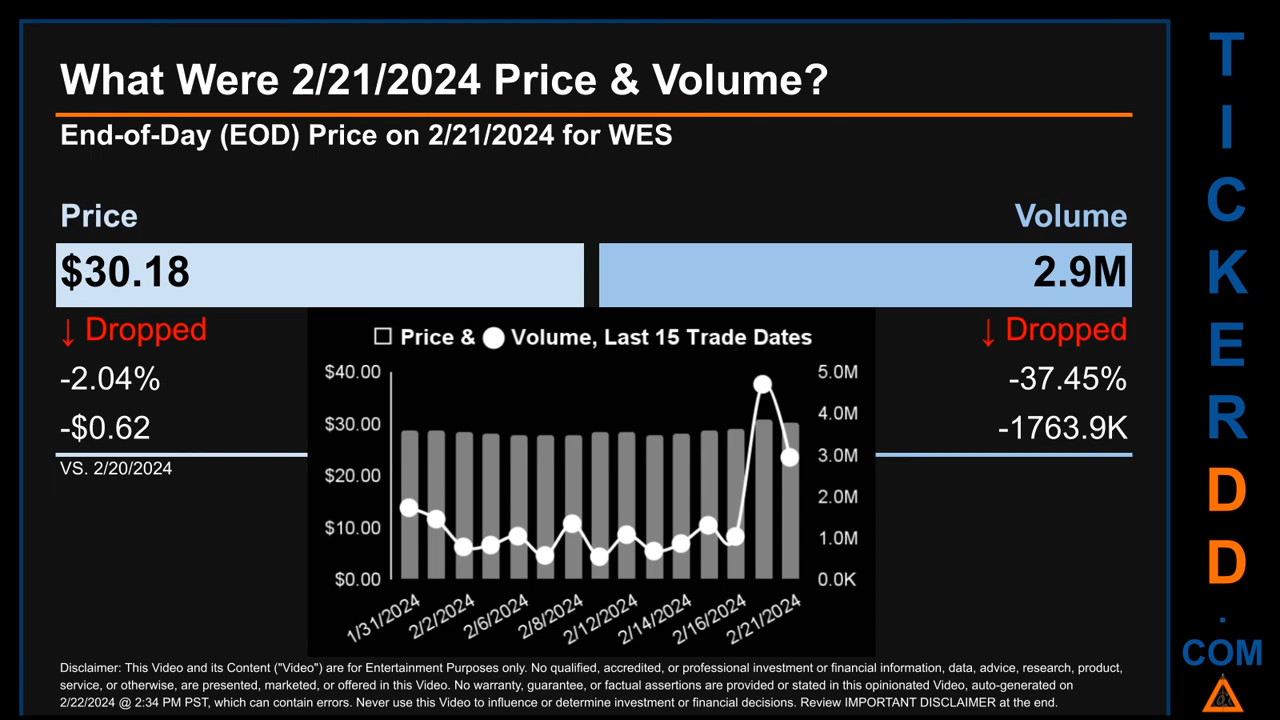 What Were 2/21/2024 Price & Volume?
End-of-Day (EOD) Price on 2/21/2024 for WES
Price
Volume
$30.18
2.9M
↓ Dropped
↓ Dropped
-2.04%
-37.45%
-$0.62
-1763.9K
VS. 2/20/2024
Price & Volume, Last 15 Trade Dates
$40.00
$30.00
$20.00
$10.00
$0.00
5.0M
4.0M
3.0M
2.0M
1.0M
0.0K
1/31/2024
2/2/2024
2/6/2024
2/8/2024
2/12/2024
2/14/2024
2/16/2024
2/21/2024
Disclaimer: This Video and its Content ("Video") are for Entertainment Purposes only. No qualified, accredited, or professional investment or financial information, data, advice, research, product,
service, or otherwise, are presented, marketed, or offered in this Video. No warranty, guarantee, or factual assertions are provided or stated in this opinionated Video, auto-generated on
2/22/2024 @ 2:34 PM PST, which can contain errors. Never use this Video to influence or determine investment or financial decisions. Review IMPORTANT DISCLAIMER at the end.
T
I
C
K
E
R
D
D
.
COM